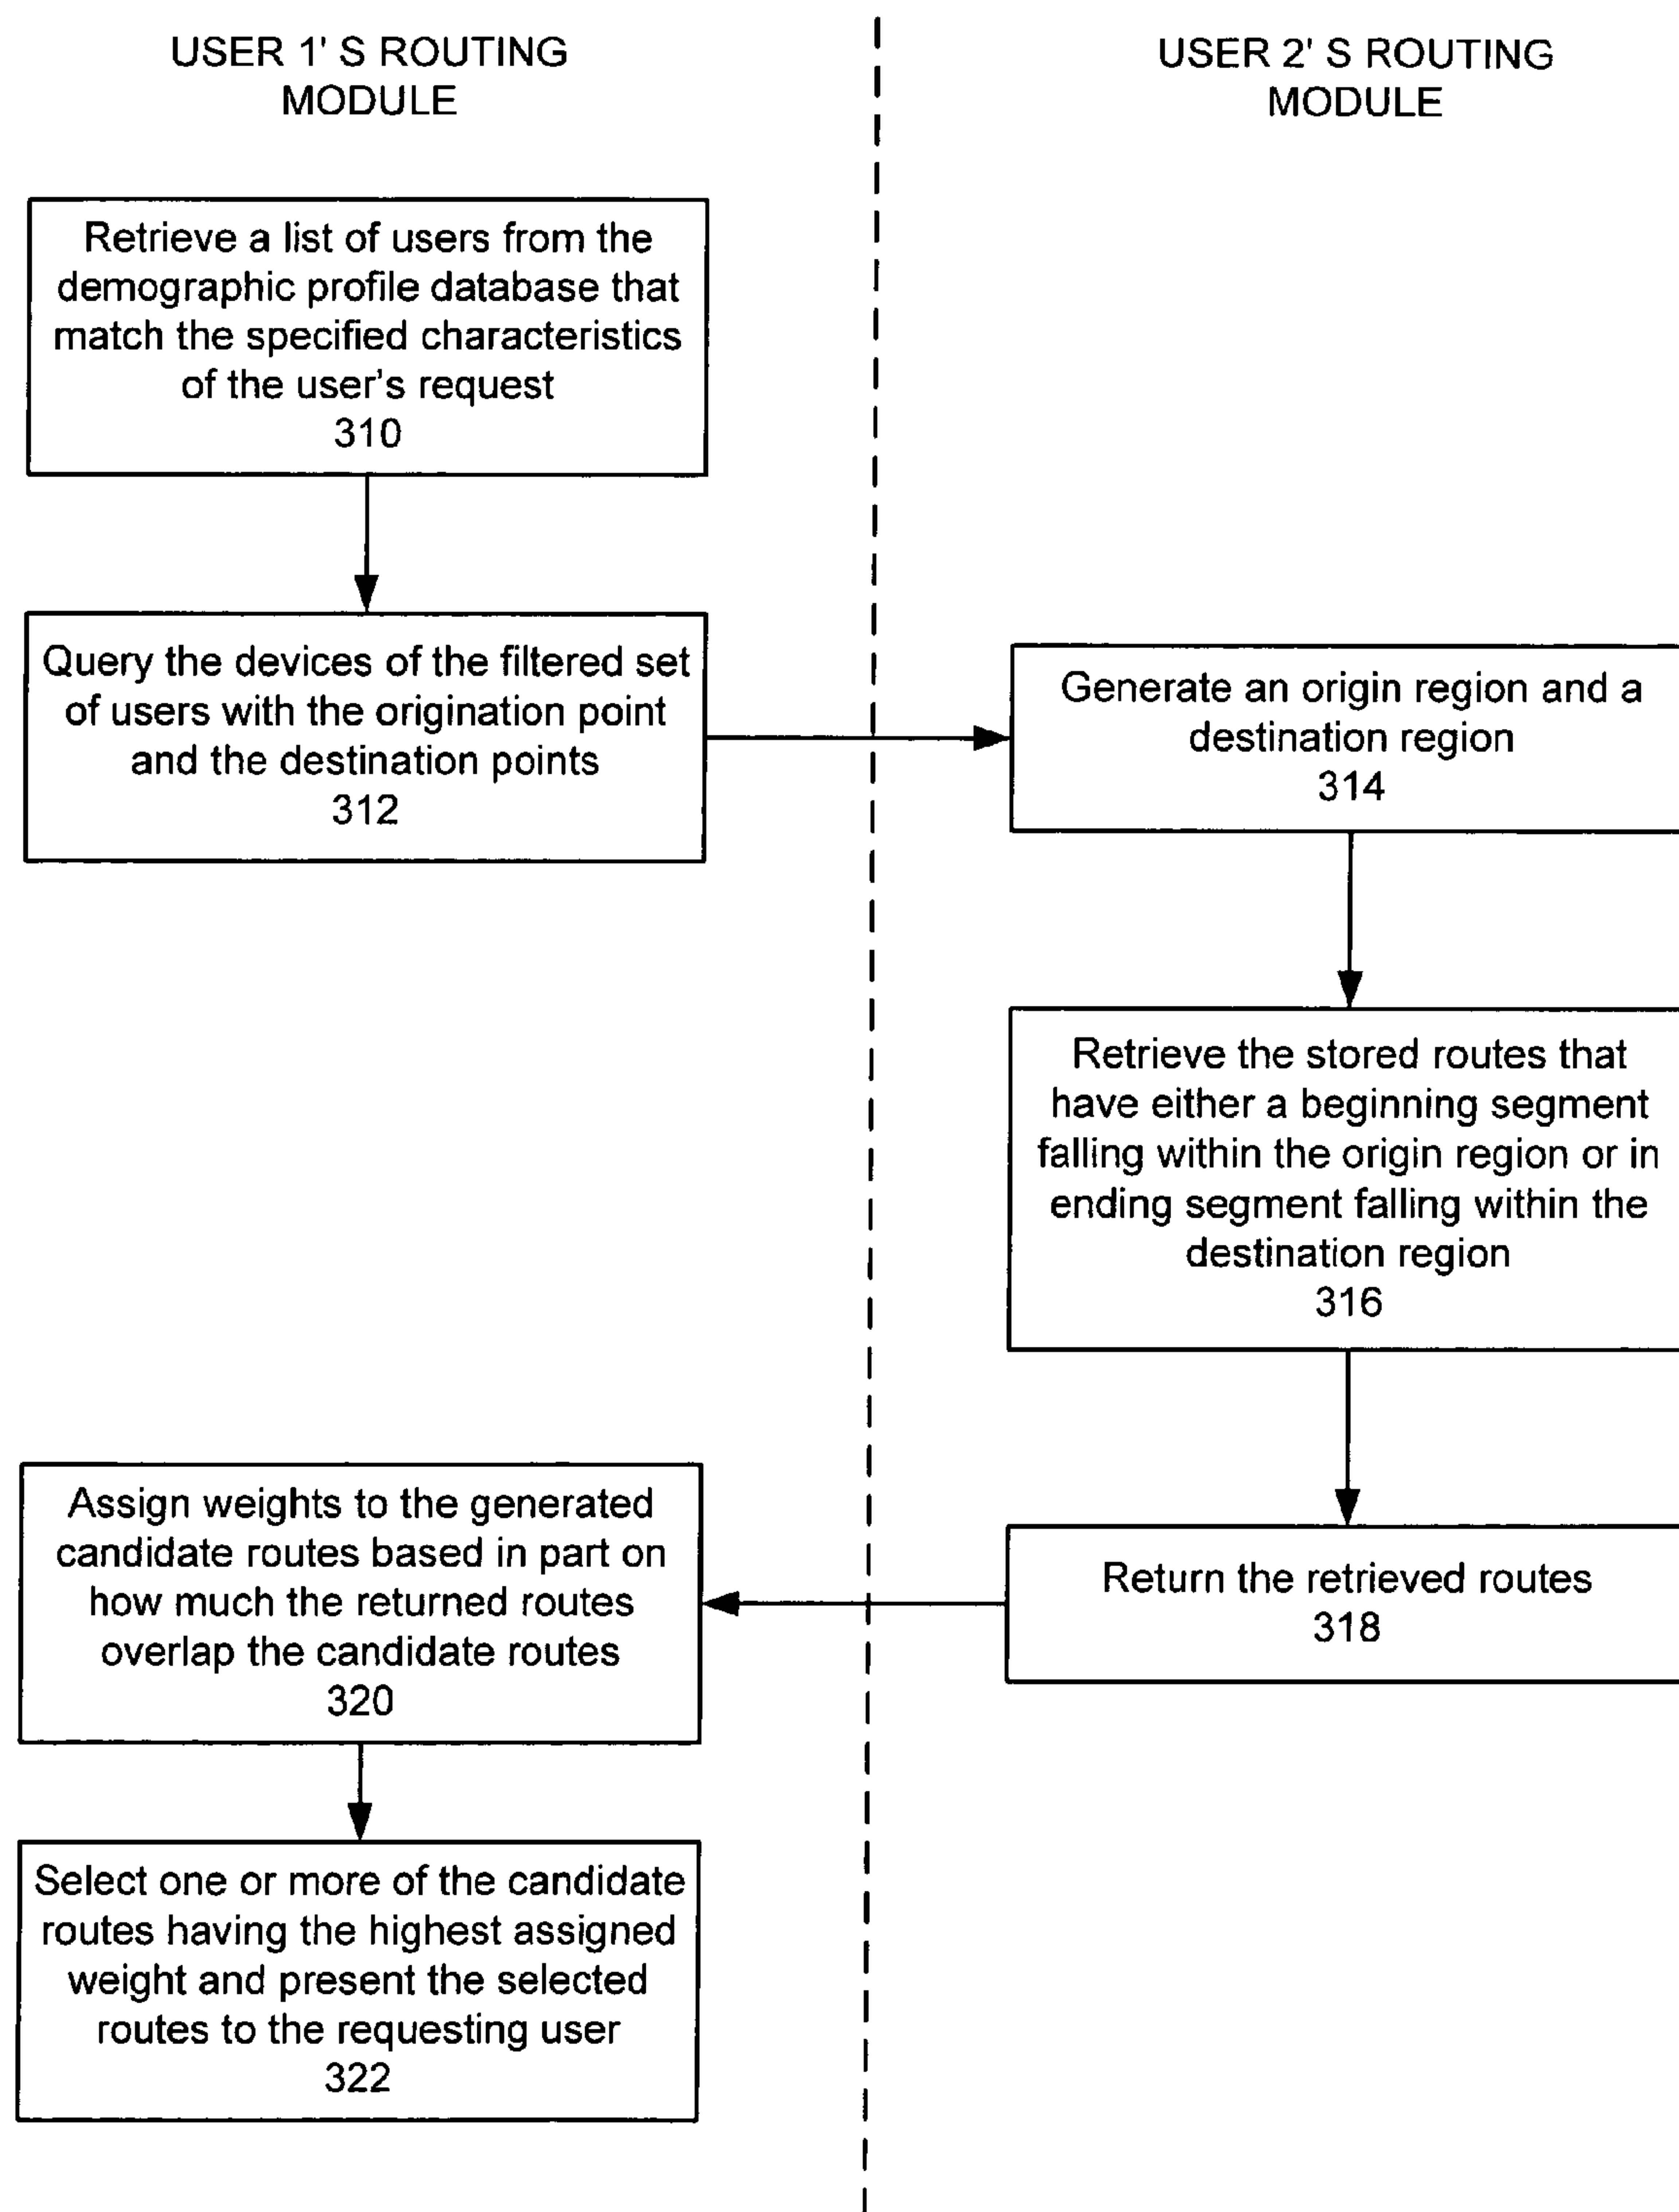 USER 1' S ROUTING
MODULE
USER 2' S ROUTING
MODULE
Retrieve a list of users from the
demographic profile database that
match the specified characteristics
of the user's request
310
Query the devices of the filtered set
of users with the origination point
and the destination points
312
Generate an origin region and a
destination region
314
Retrieve the stored routes that
have either a beginning segment
falling within the origin region or in
ending segment falling within the
destination region
316
Return the retrieved routes
318
Assign weights to the generated
candidate routes based in part on
how much the returned routes
overlap the candidate routes
320
Select one or more of the candidate
routes having the highest assigned
weight and present the selected
routes to the requesting user
322